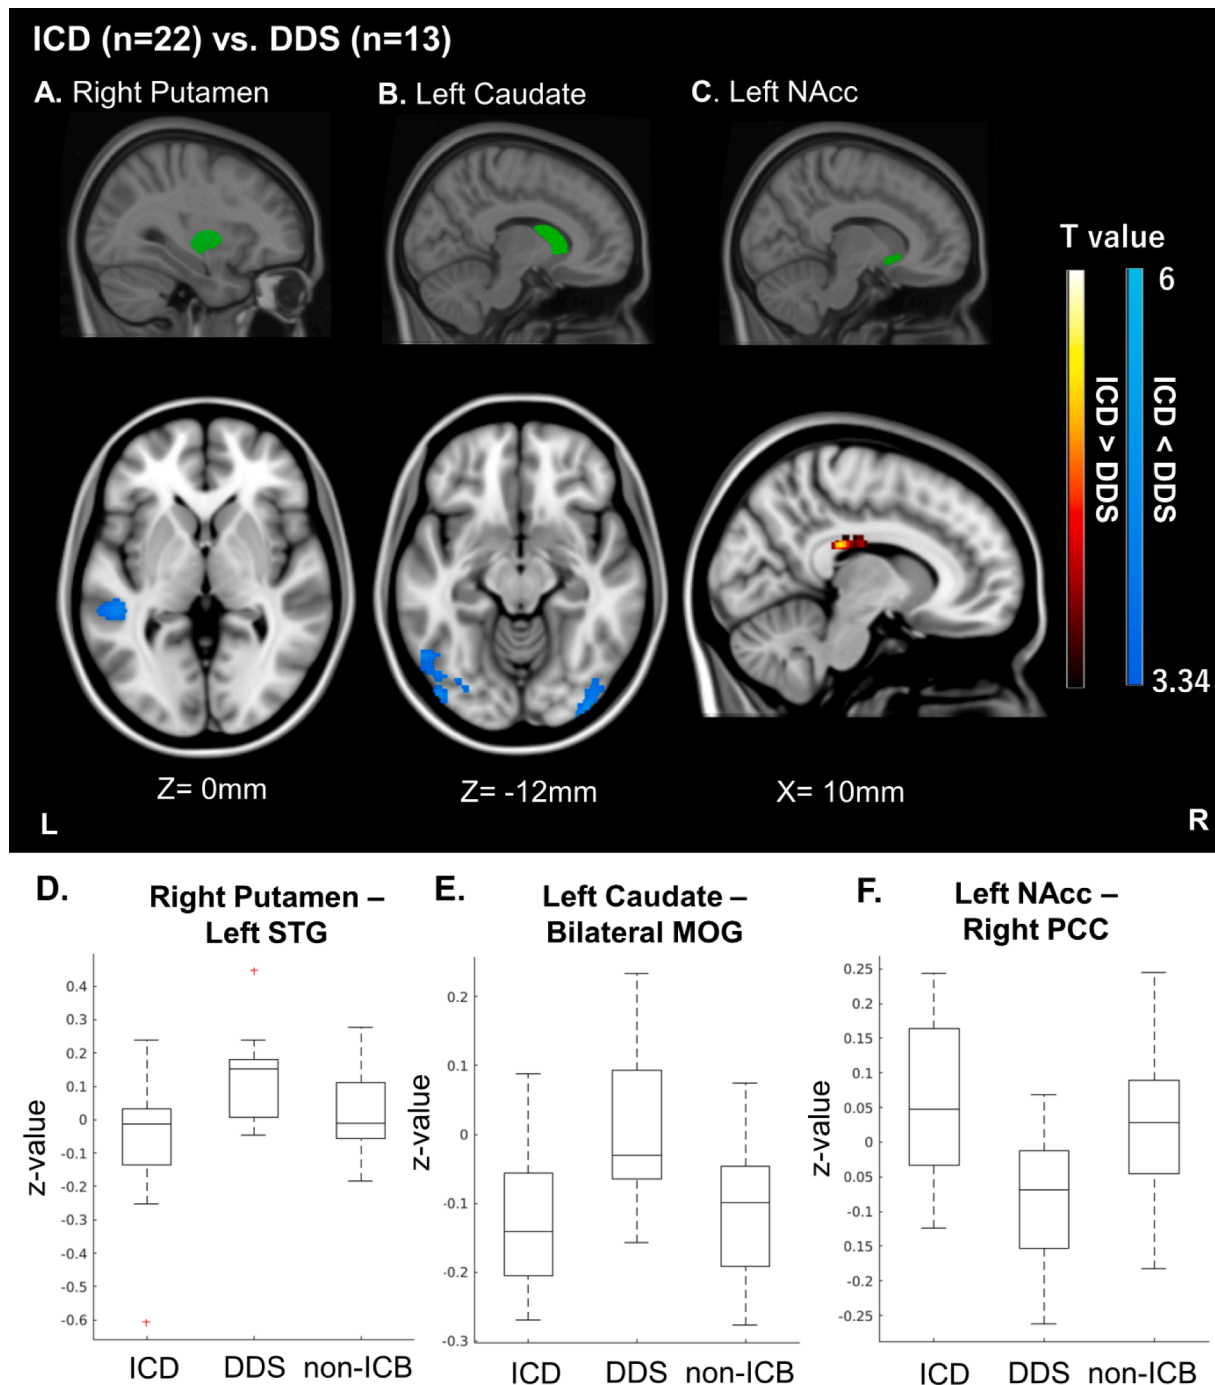 ICD (n=22) vs. DDS (n=13)
A. Right Putamen
B. Left Caudate
C. Left NAcc
T value
6
ICD > DDS
ICD < DDS
3.34
Z= 0mm
Z= -12mm
X= 10mm
L
R
D.
Right Putamen –
Left STG
z-value
0.4
0.3
0.2
0.1
0
-0.1
-0.2
-0.3
-0.4
-0.5
-0.6
ICD
DDS
non-ICB
E.
Left Caudate –
Bilateral MOG
z-value
0.2
0.1
0
-0.1
-0.2
-0.3
ICD
DDS
non-ICB
F.
Left NAcc –
Right PCC
z-value
0.25
0.2
0.15
0.1
0.05
0
0.05
-0.1
0.15
-0.2
-0.25
ICD
DDS
non-ICB